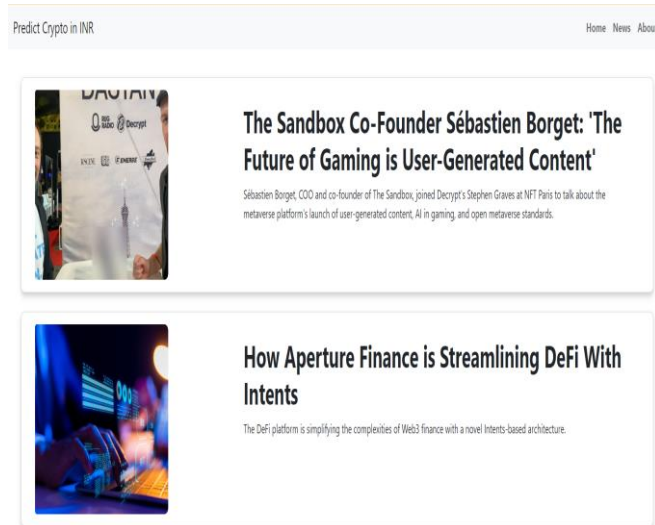 Predict Crypto in INR
Home News Abou
DASTAN
RUG RADIO Decrypt
The Sandbox Co-Founder Sébastien Borget: 'The
Future of Gaming is User-Generated Content'
Sébastien Borget, COO and co-founder of The Sandbox, joined Decrypt's Stephen Graves at NFT Paris to talk about the
metaverse platform's launch of user-generated content, AI in gaming, and open metaverse standards.
How Aperture Finance is Streamlining DeFi With
Intents
The DeFi platform is simplifying the complexities of Web3 finance with a novel Intents-based architecture.